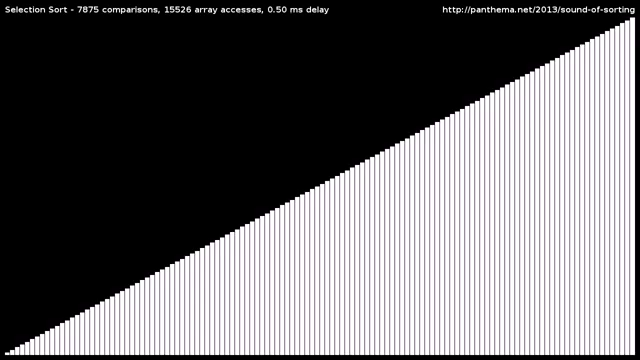 Selection Sort - 7875 comparisons, 15526 array accesses, 0.50 ms delay
http://panthema.net/2013/sound-of-sorting